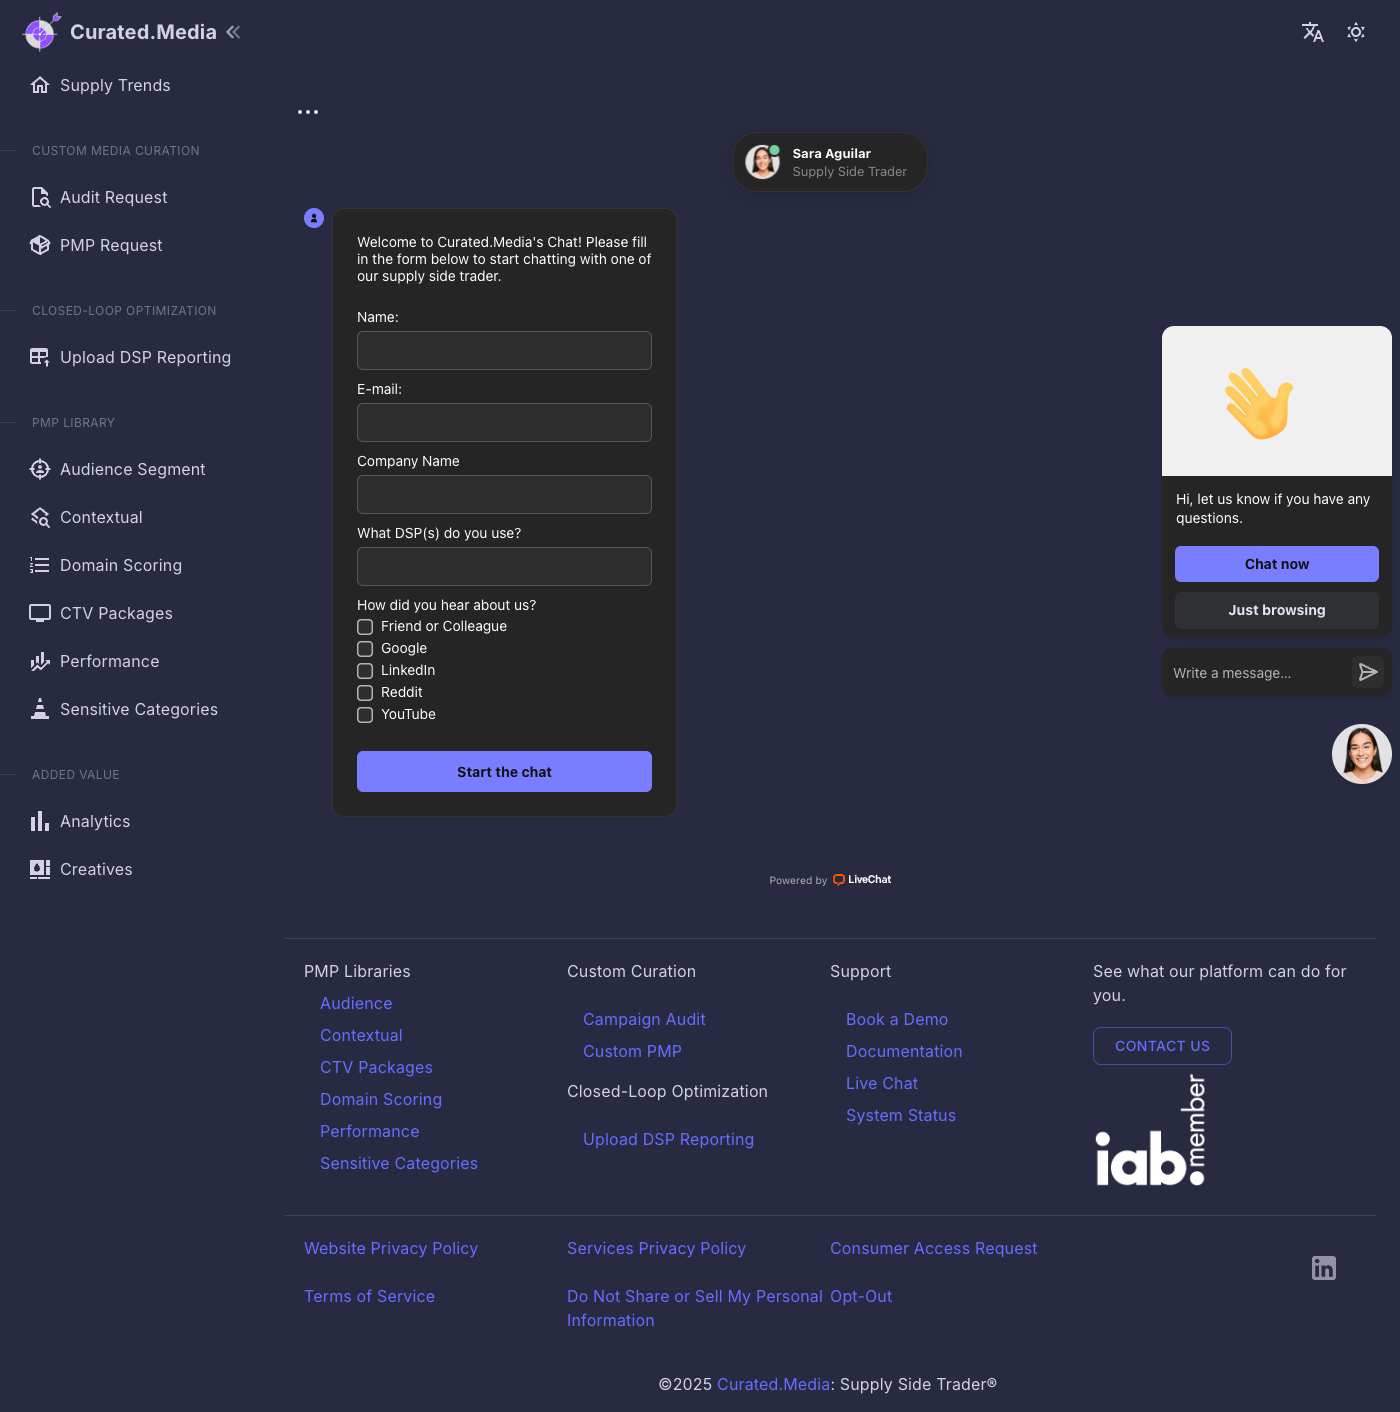 Curated.Media
Supply Trends
CUSTOM MEDIA CURATION
Audit Request
PMP Request
CLOSED-LOOP OPTIMIZATION
Upload DSP Reporting
PMP LIBRARY
Audience Segment
Contextual
Domain Scoring
CTV Packages
Performance
Sensitive Categories
ADDED VALUE
Analytics
Creatives
Sara Aguilar
Supply Side Trader
Welcome to Curated.Media's Chat! Please fill
in the form below to start chatting with one of
our supply side trader.
Name:
E-mail:
Company Name
What DSP(s) do you use?
How did you hear about us?
Friend or Colleague
Google
LinkedIn
Reddit
YouTube
Start the chat
Powered by LiveChat
Hi, let us know if you have any
questions.
Chat now
Just browsing
Write a message...
PMP Libraries
Audience
Contextual
CTV Packages
Domain Scoring
Performance
Sensitive Categories
Custom Curation
Campaign Audit
Custom PMP
Closed-Loop Optimization
Upload DSP Reporting
Support
Book a Demo
Documentation
Live Chat
System Status
See what our platform can do for
you.
CONTACT US
iab.member
Website Privacy Policy
Services Privacy Policy
Consumer Access Request
Terms of Service
Do Not Share or Sell My Personal
Information
Opt-Out
in
©2025 Curated.Media: Supply Side Trader®